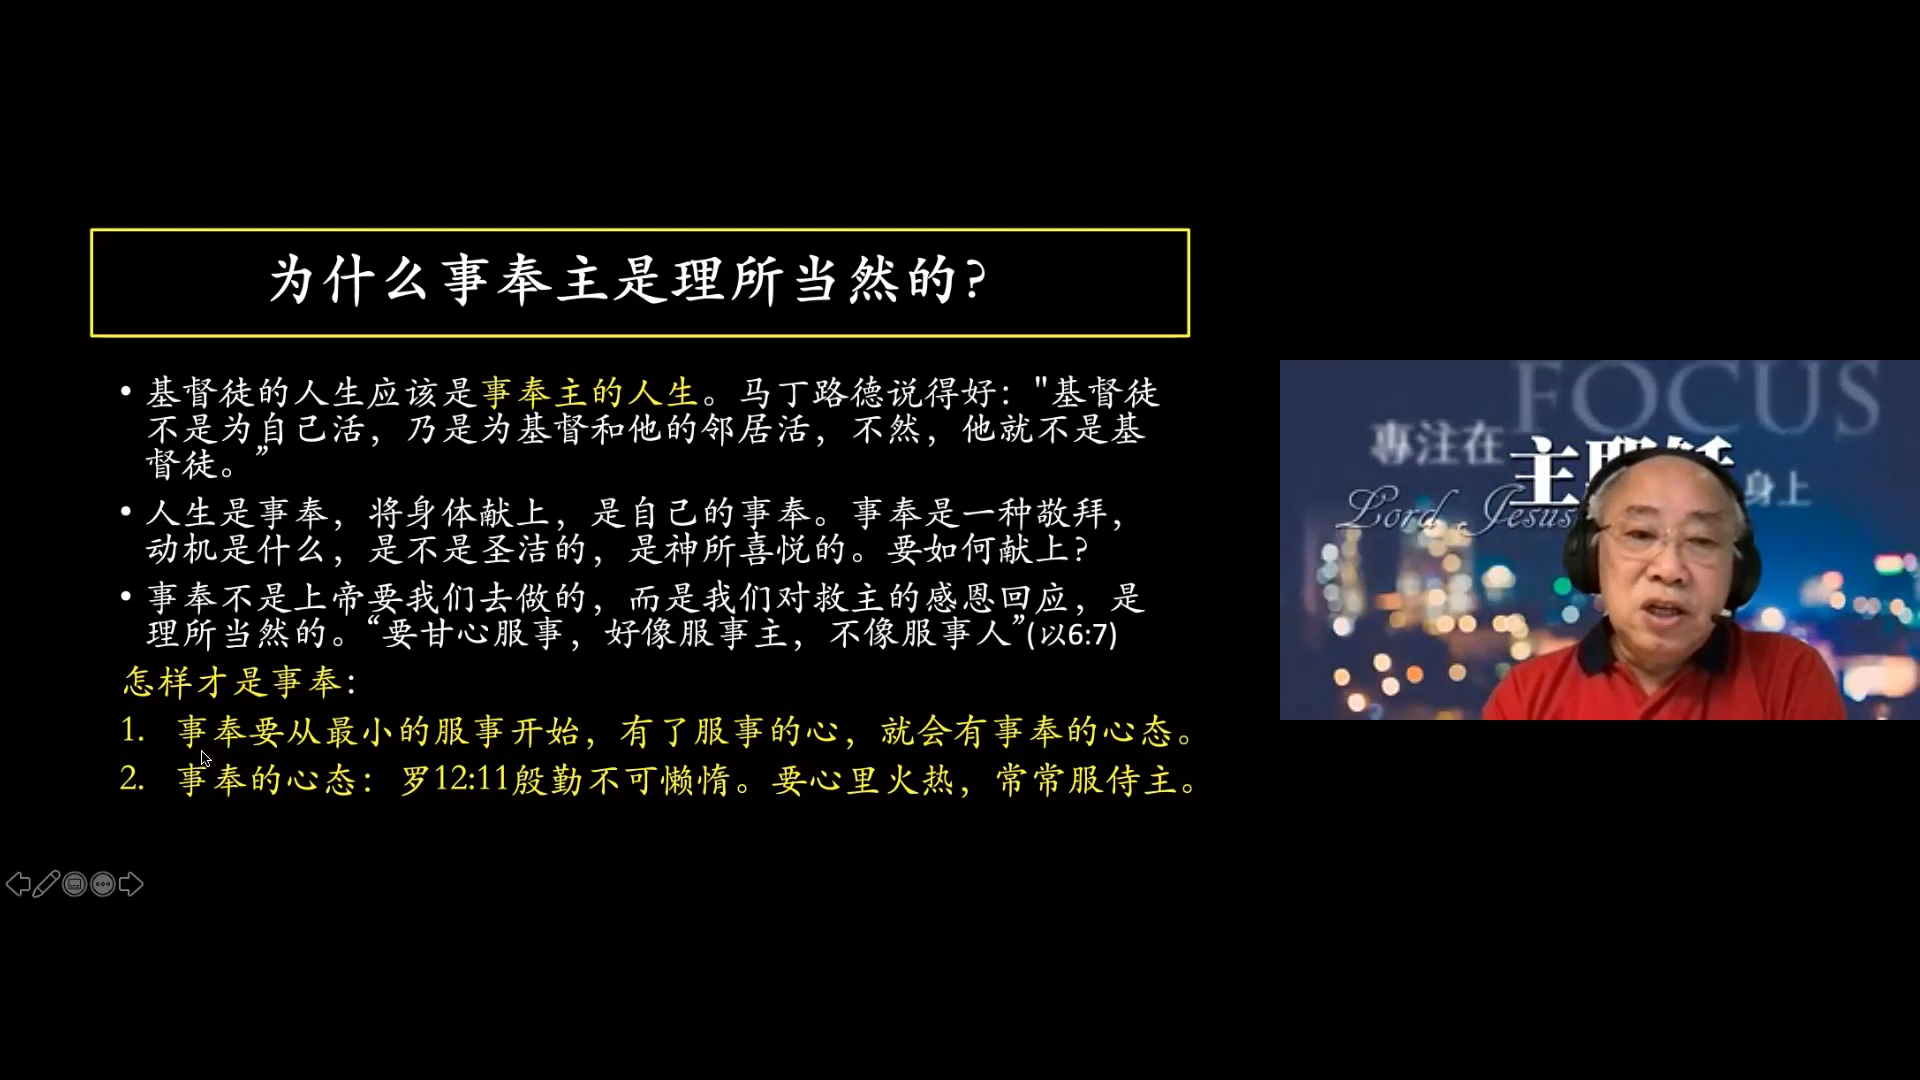 为什么事奉主是理所当然的?
• 基督徒的人生应该是事奉主的人生。马丁路德说得好："基督徒
不是为自己活，乃是为基督和他的邻居活，不然，他就不是基
督徒。”
• 人生是事奉，将身体献上，是自己的事奉。事奉是一种敬拜，
动机是什么，是不是圣洁的，是神所喜悦的。要如何献上?
• 事奉不是上帝要我们去做的，而是我们对救主的感恩回应，是
理所当然的。“要甘心服事，好像服事主，不像服事人”(以6:7)
怎样才是事奉:
1. 事奉要从最小的服事开始，有了服事的心，就会有事奉的心态。
2. 事奉的心态：罗12:11殷勤不可懒惰。要心里火热，常常服侍主。
FOCUS
專注在
主
身上
Lord Jesus